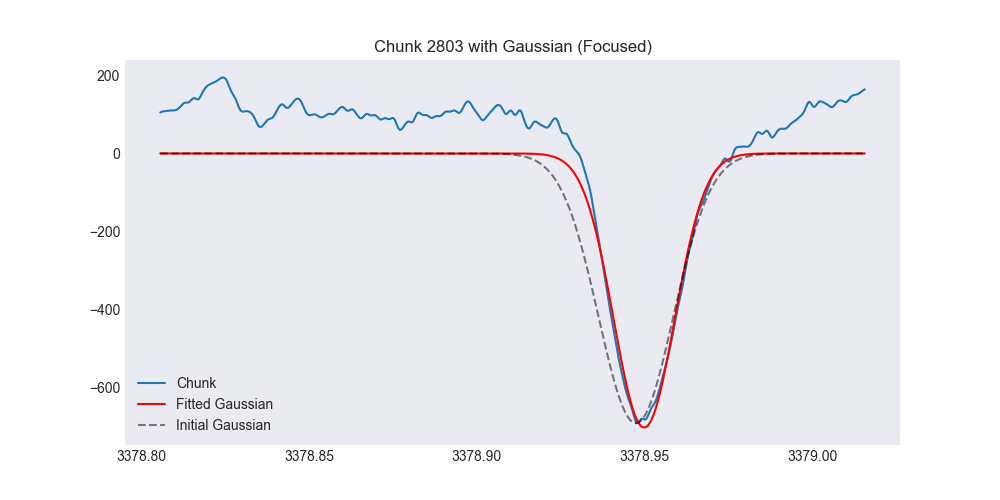 Chunk 2803 with Gaussian (Focused)
200
0
−200
−400
−600
Chunk
Fitted Gaussian
Initial Gaussian
3378.80 3378.85 3378.90 3378.95 3379.00